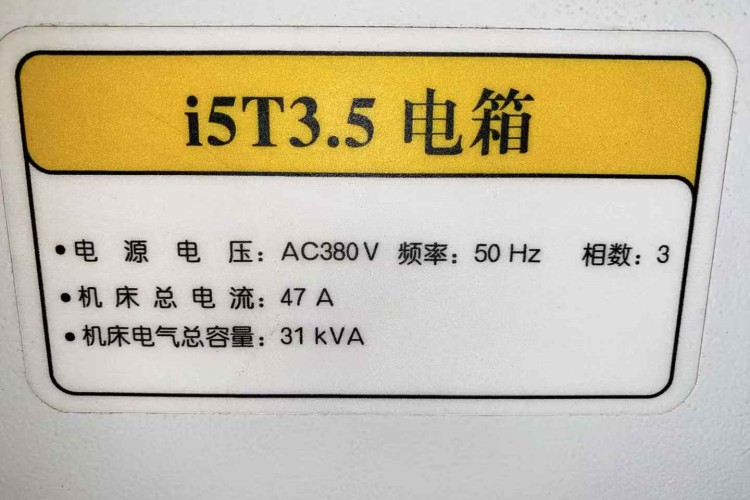 i5T3.5 电箱
•电 源 电 压：AC380V 频率：50 Hz 相数：3
•机 床 总 电 流：47 A
•机床电气总容量：31 kVA